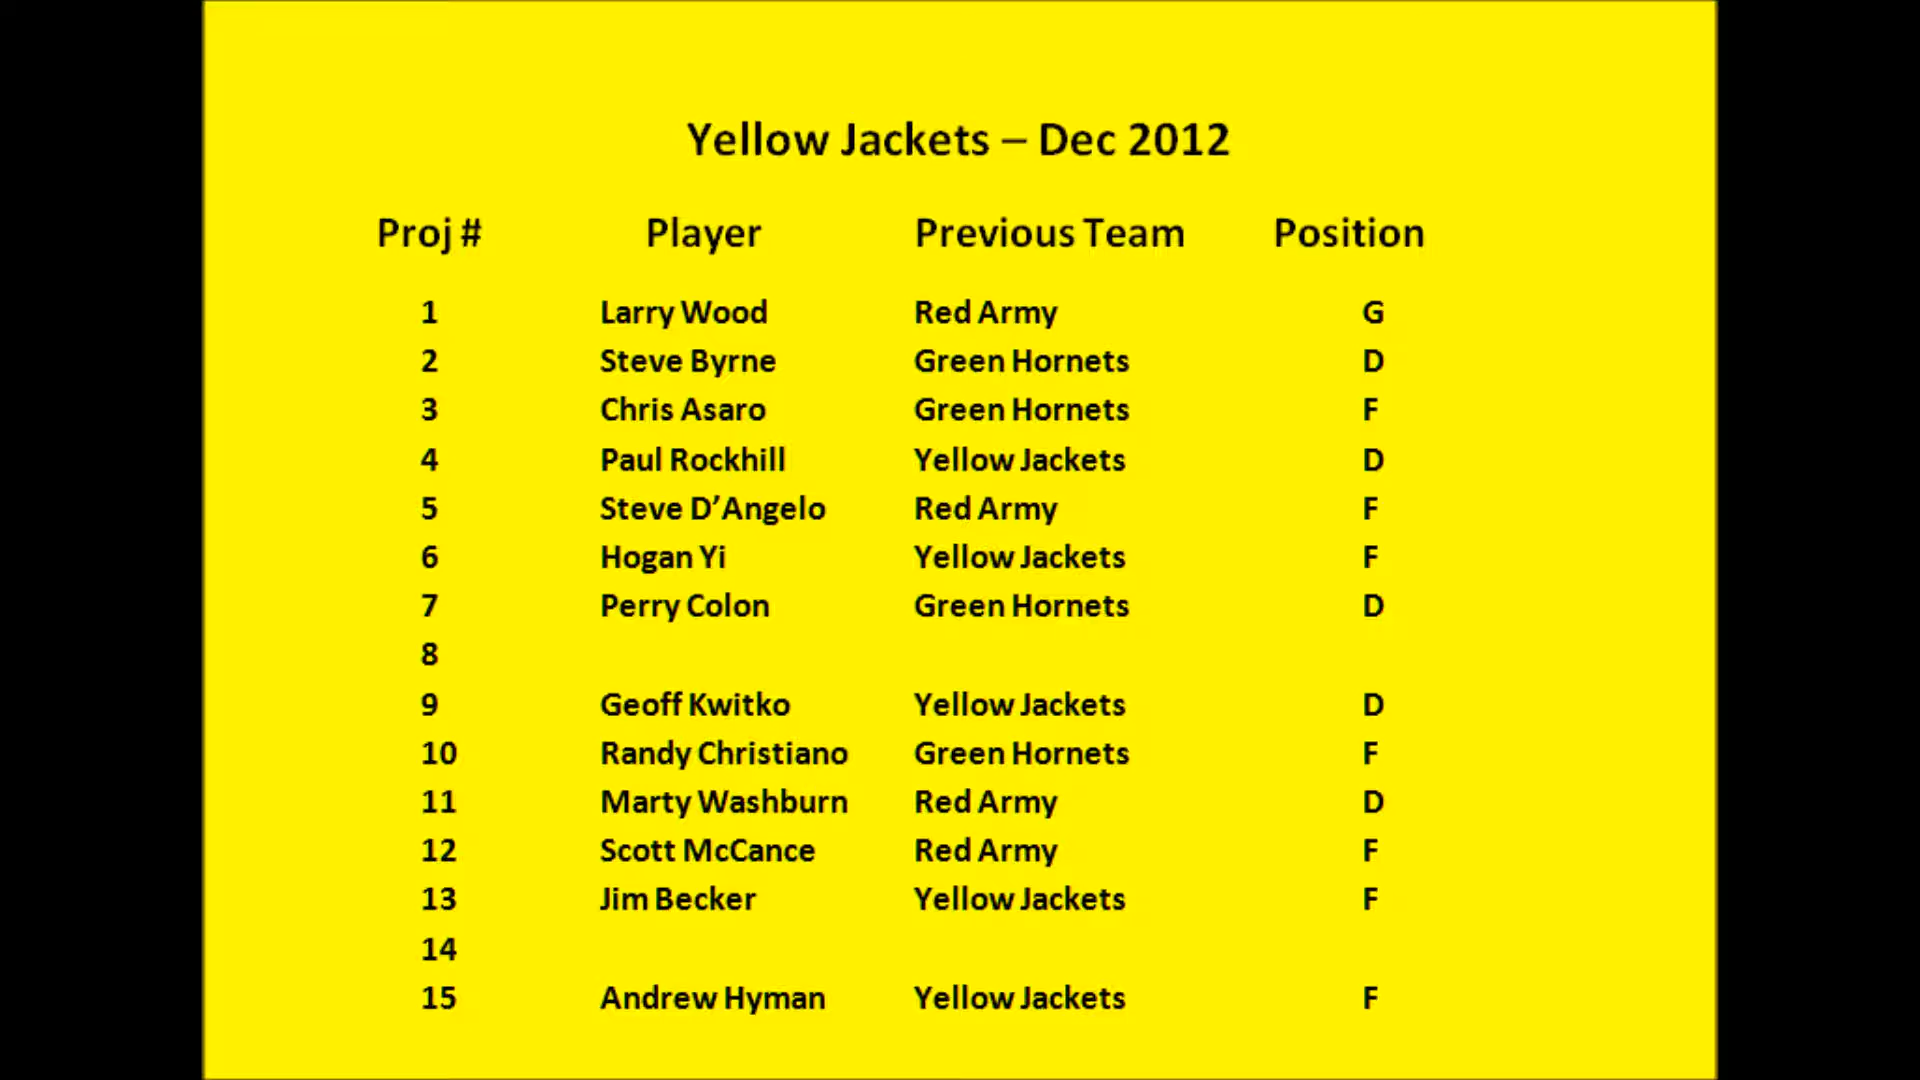 Yellow Jackets – Dec 2012
Proj # Player Previous Team Position
1 Larry Wood Red Army G
2 Steve Byrne Green Hornets D
3 Chris Asaro Green Hornets F
4 Paul Rockhill Yellow Jackets D
5 Steve D’Angelo Red Army F
6 Hogan Yi Yellow Jackets F
7 Perry Colon Green Hornets D
8
9 Geoff Kwitko Yellow Jackets D
10 Randy Christiano Green Hornets F
11 Marty Washburn Red Army D
12 Scott McCance Red Army F
13 Jim Becker Yellow Jackets F
14
15 Andrew Hyman Yellow Jackets F